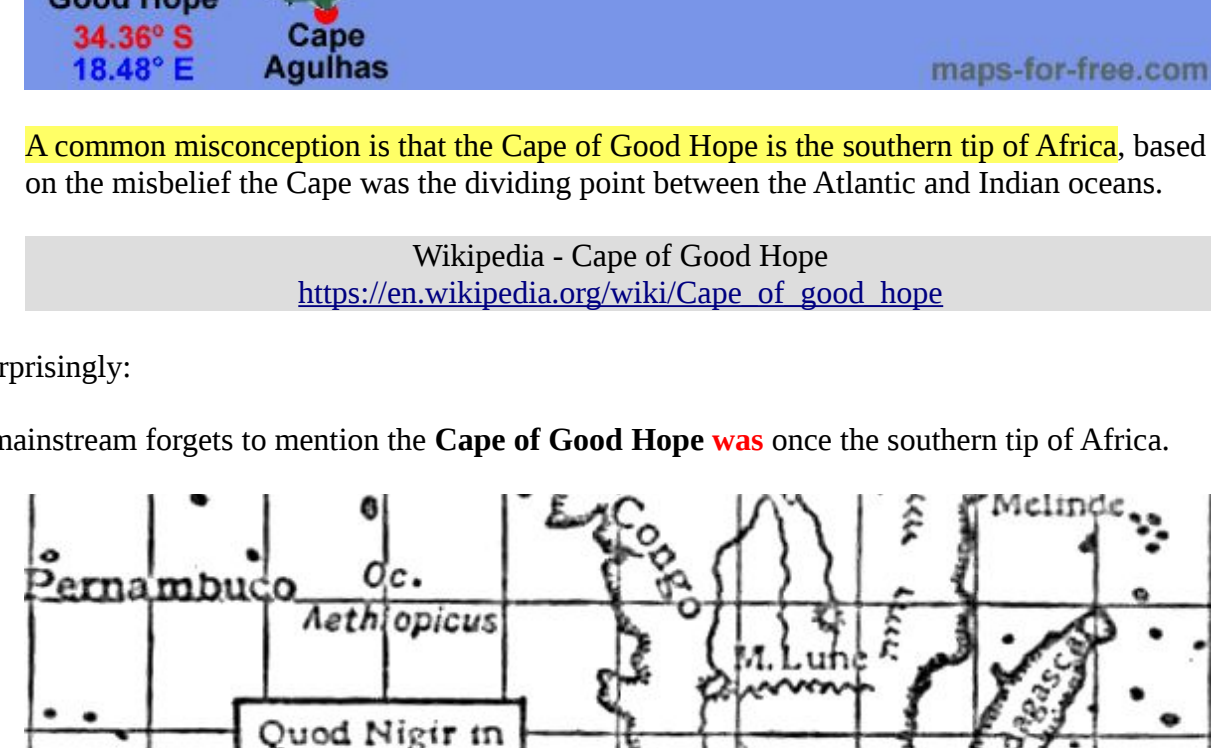 Good Hope
34.36º S
18.48° E
Cape
Agulhas
maps-for-free.com
A common misconception is that the Cape of Good Hope is the southern tip of Africa, based
on the misbelief the Cape was the dividing point between the Atlantic and Indian oceans.
Wikipedia - Cape of Good Hope
https://en.wikipedia.org/wiki/Cape_of_good_hope
rprisingly:
mainstream forgets to mention the Cape of Good Hope was once the southern tip of Africa.
Congo
Melinde
Pernambuco
Oc.
Aethiopicus
M. Lune
dagascar
Quod Nigir in